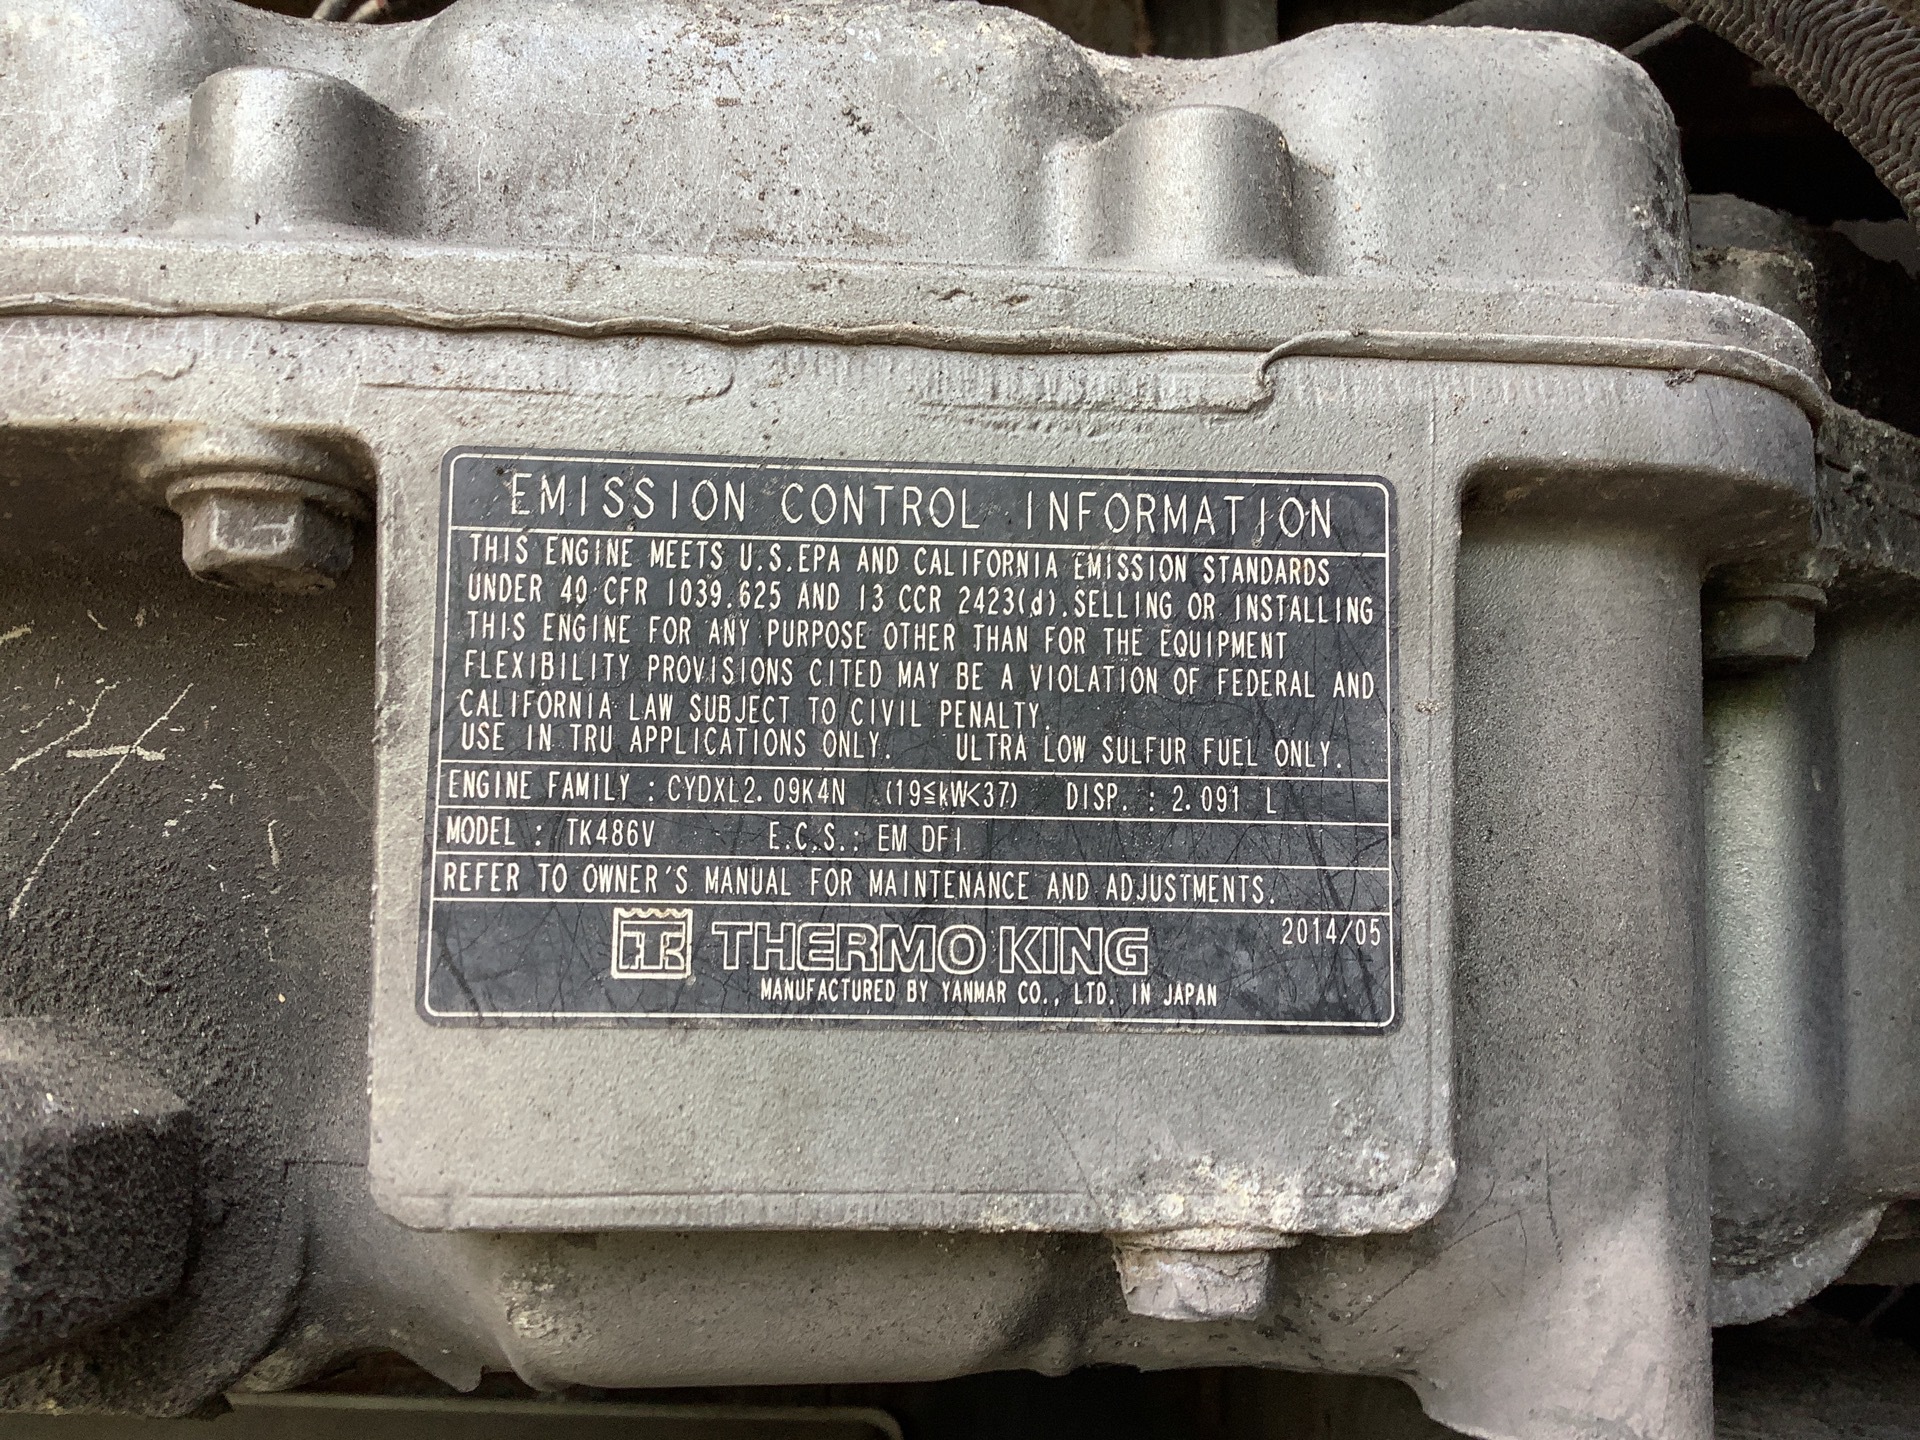 EMISSION CONTROL INFORMATION
THIS ENGINE MEETS U.S.EPA AND CALIFORNIA EMISSION STANDARDS
UNDER 40 CFR 1039.625 AND 13 CCR 2423(d).SELLING OR INSTALLING
THIS ENGINE FOR ANY PURPOSE OTHER THAN FOR THE EQUIPMENT
FLEXIBILITY PROVISIONS CITED MAY BE A VIOLATION OF FEDERAL AND
CALIFORNIA LAW SUBJECT TO CIVIL PENALTY.
USE IN TRU APPLICATIONS ONLY. ULTRA LOW SULFUR FUEL ONLY.
ENGINE FAMILY : CYDXL2.09K4N (19≦kW<37) DISP. : 2.091 L
MODEL : TK486V E.C.S.: EM DFI
REFER TO OWNER'S MANUAL FOR MAINTENANCE AND ADJUSTMENTS.
2014/05
TK THERMO KING
MANUFACTURED BY YANMAR CO., LTD. IN JAPAN